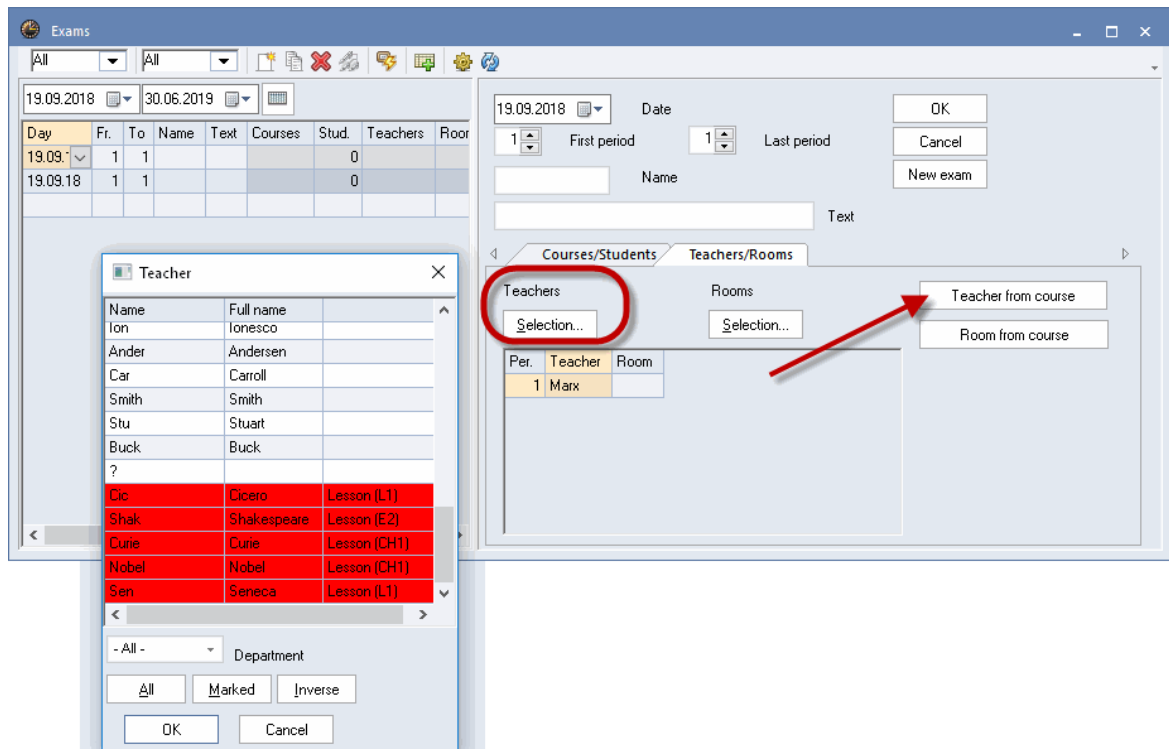 Exams
All All
19.09.2018 30.06.2019
Day Fr. To Name Text Courses Stud. Teachers Roor
19.09.1 1 1 0
19.09.18 1 1 0
19.09.2018 Date OK
1 First period 1 Last period Cancel
Name New exam
Text
Courses/Students Teachers/Rooms
Teachers Rooms Teacher from course
Selection... Selection... Room from course
Per. Teacher Room
1 Marx
Teacher
Name Full name
Ion Ionesco
Ander Andersen
Car Carroll
Smith Smith
Stu Stuart
Buck Buck
?
Cic Cicero Lesson (L1)
Shak Shakespeare Lesson (E2)
Curie Curie Lesson (CH1)
Nobel Nobel Lesson (CH1)
Sen Seneca Lesson (L1)
- All - Department
All Marked Inverse
OK Cancel